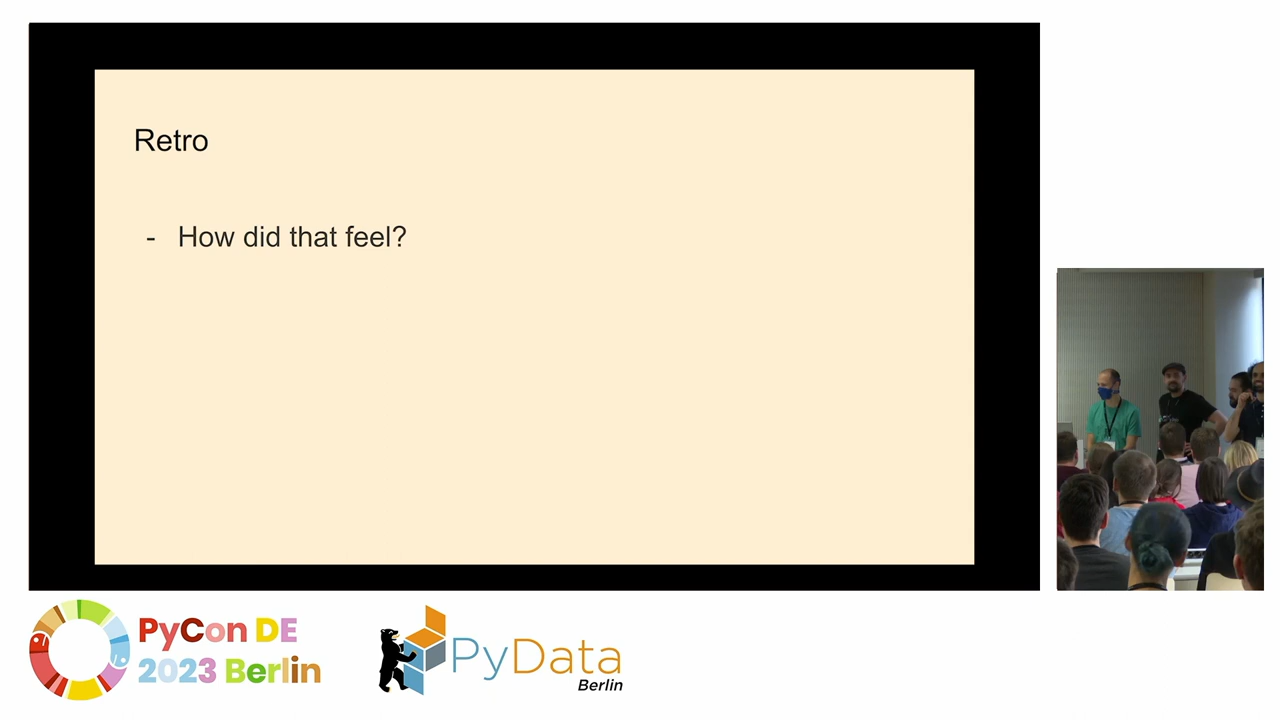 Retro
- How did that feel?
PyCon DE
2023 Berlin
PyData
Berlin